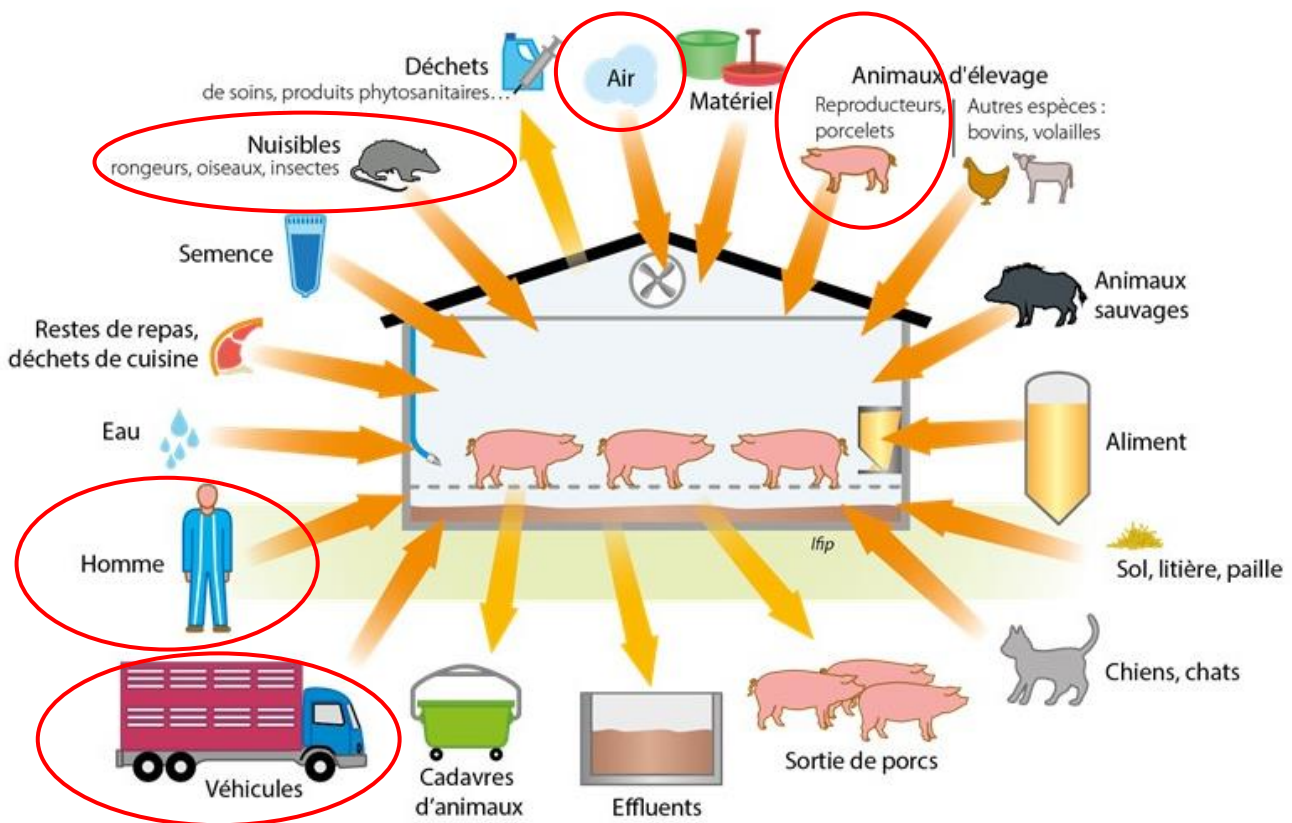 Déchets
de soins, produits phytosanitaires...
Air
Matériel
Animaux d'élevage
Reproducteurs,
porcelets
Autres espèces :
bovins, volailles
Nuisibles
rongeurs, oiseaux, insectes
Semence
Animaux
sauvages
Restes de repas,
déchets de cuisine
Eau
Aliment
Homme
Ifip
Sol, litière, paille
Chiens, chats
Véhicules
Cadavres
d'animaux
Effluents
Sortie de porcs